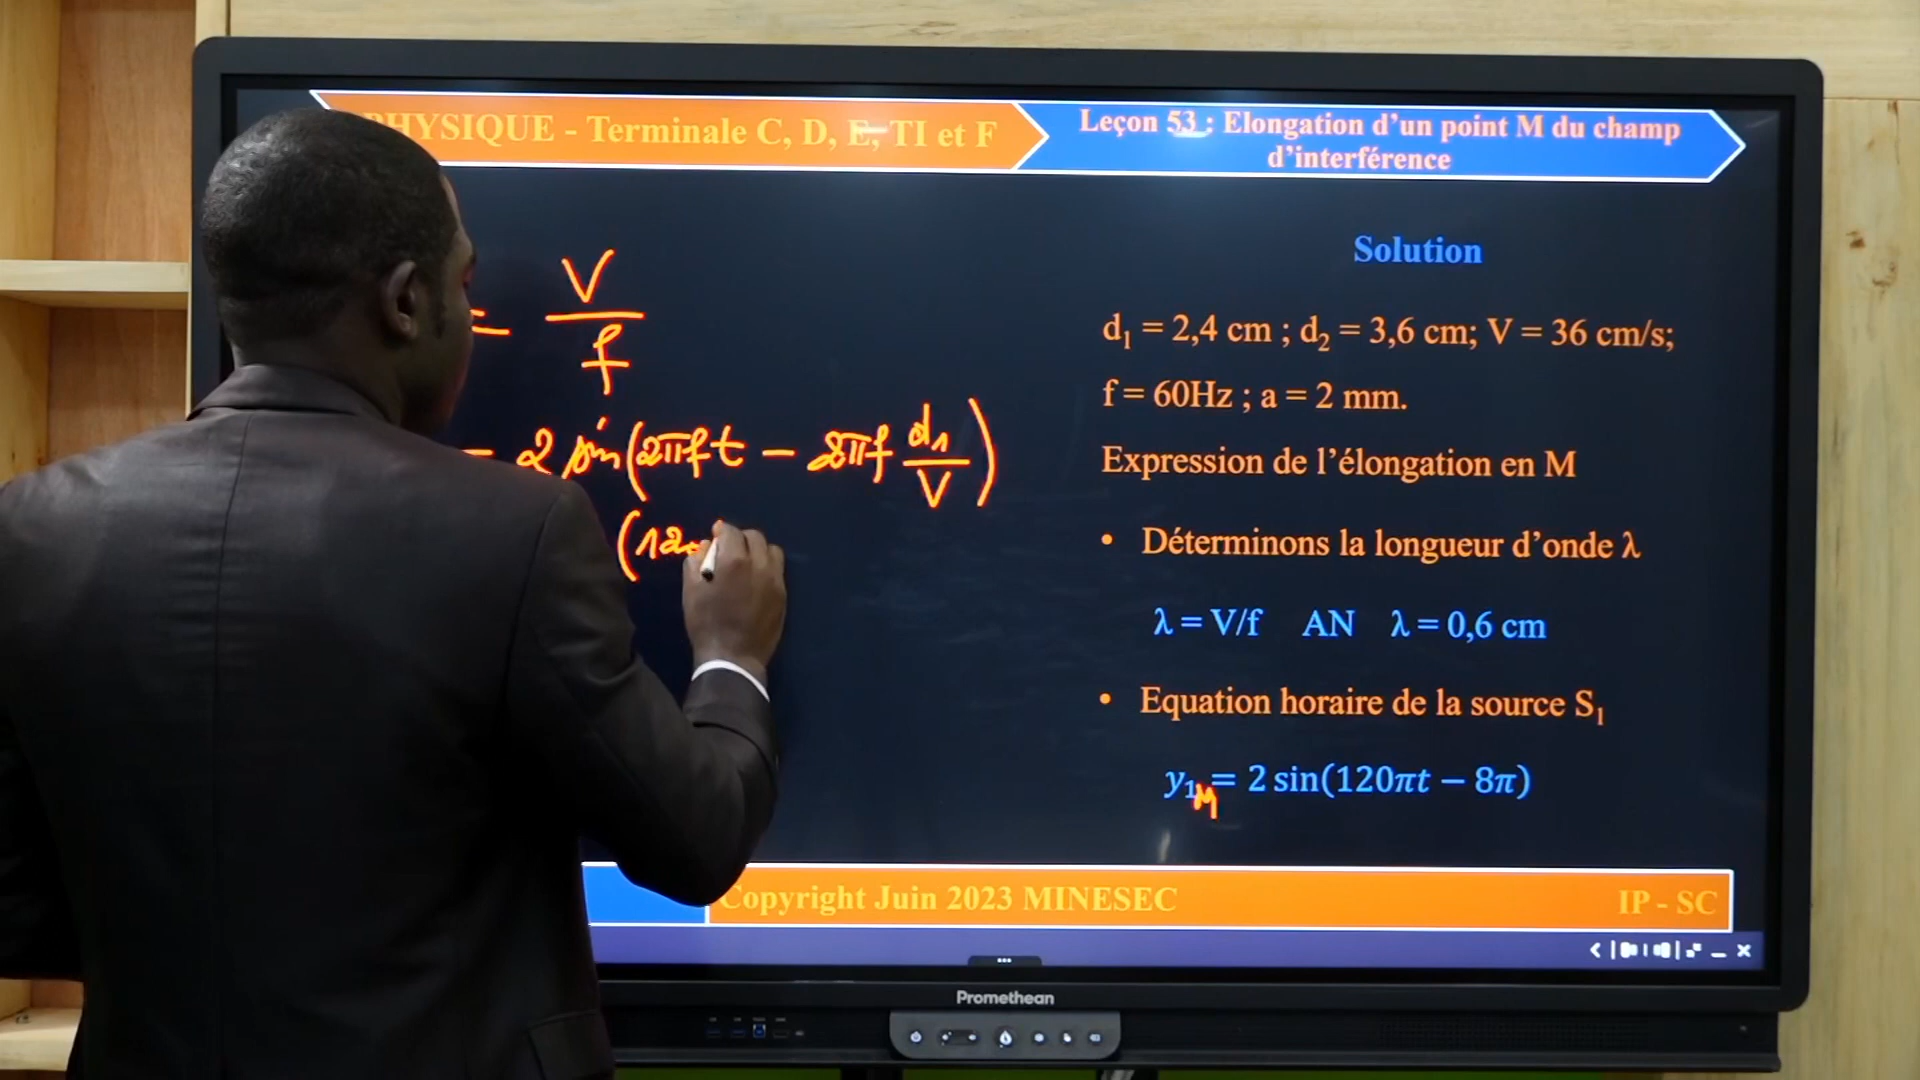 PHYSIQUE - Terminale C, D, E, TI et F
Leçon 53 : Elongation d'un point M du champ
d'interférence
= V/f
= 2 sin(2πft - 2πf d1/V)
(12
Solution
d₁ = 2,4 cm ; d₂ = 3,6 cm; V = 36 cm/s;
f = 60Hz ; a = 2 mm.
Expression de l'élongation en M
• Déterminons la longueur d'onde λ
λ = V/f AN λ = 0,6 cm
• Equation horaire de la source S₁
y₁M = 2 sin(120πt − 8π)
Copyright Juin 2023 MINESEC
IP - SC
Promethean